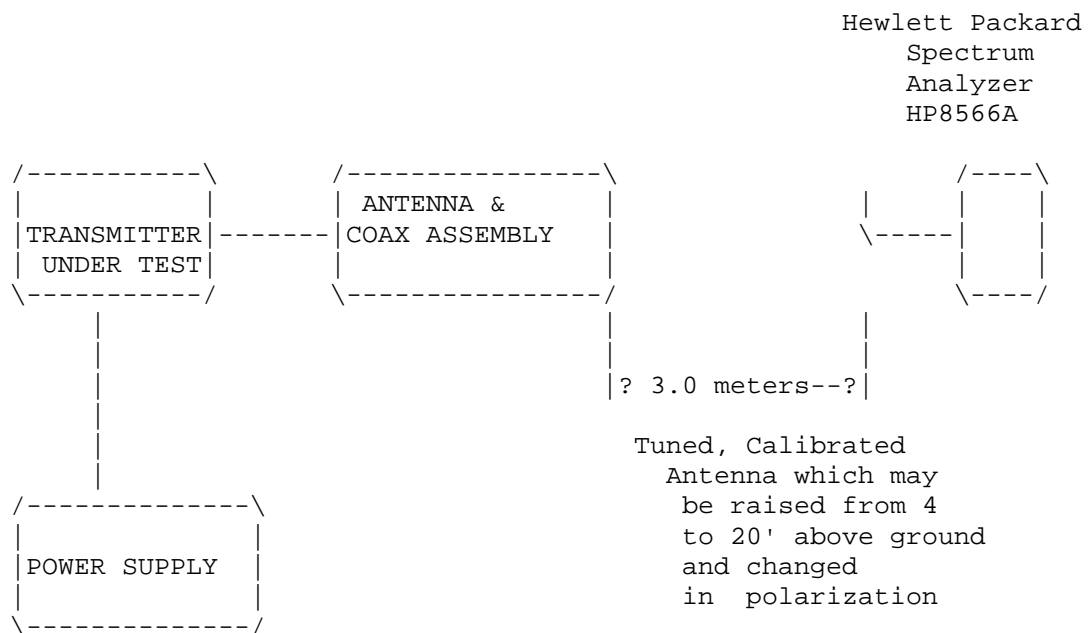 Hewlett Packard
Spectrum
Analyzer
HP8566A
TRANSMITTER
UNDER TEST
ANTENNA &
COAX ASSEMBLY
? 3.0 meters--?
Tuned, Calibrated
Antenna which may
be raised from 4
to 20' above ground
and changed
in polarization
POWER SUPPLY